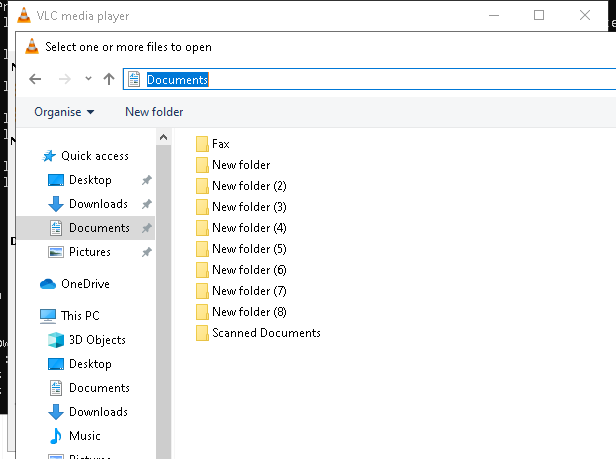 VLC media player
Select one or more files to open
Documents
Organise
New folder
Quick access
Desktop
Downloads
Documents
Pictures
OneDrive
This PC
3D Objects
Desktop
Documents
Downloads
Music
Pictures
Fax
New folder
New folder (2)
New folder (3)
New folder (4)
New folder (5)
New folder (6)
New folder (7)
New folder (8)
Scanned Documents